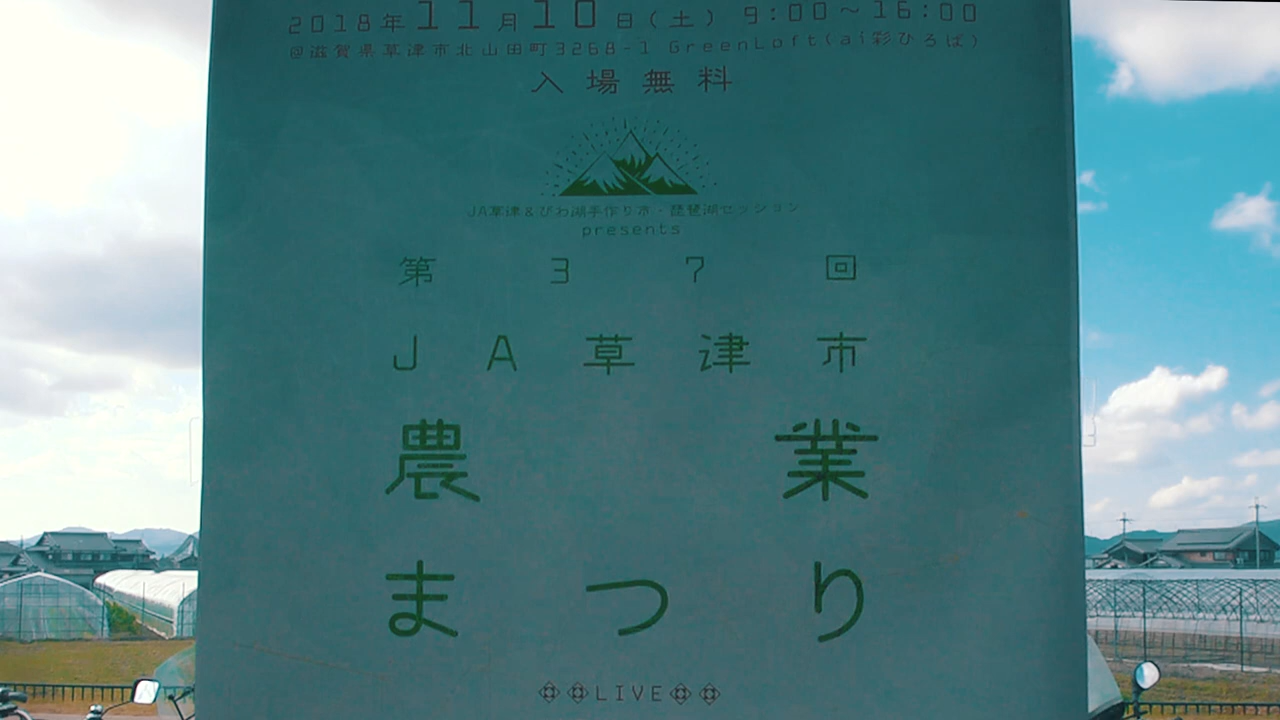 2018年11月10日(土) 9:00~16:00
@滋賀県草津市北山田町3268-1 GreenLoft(ai彩ひろば)
入場無料
JA草津&びわ湖手作り市-琵琶湖セッション
presents
第37回
JA草津市
農業
まつり
LIVE